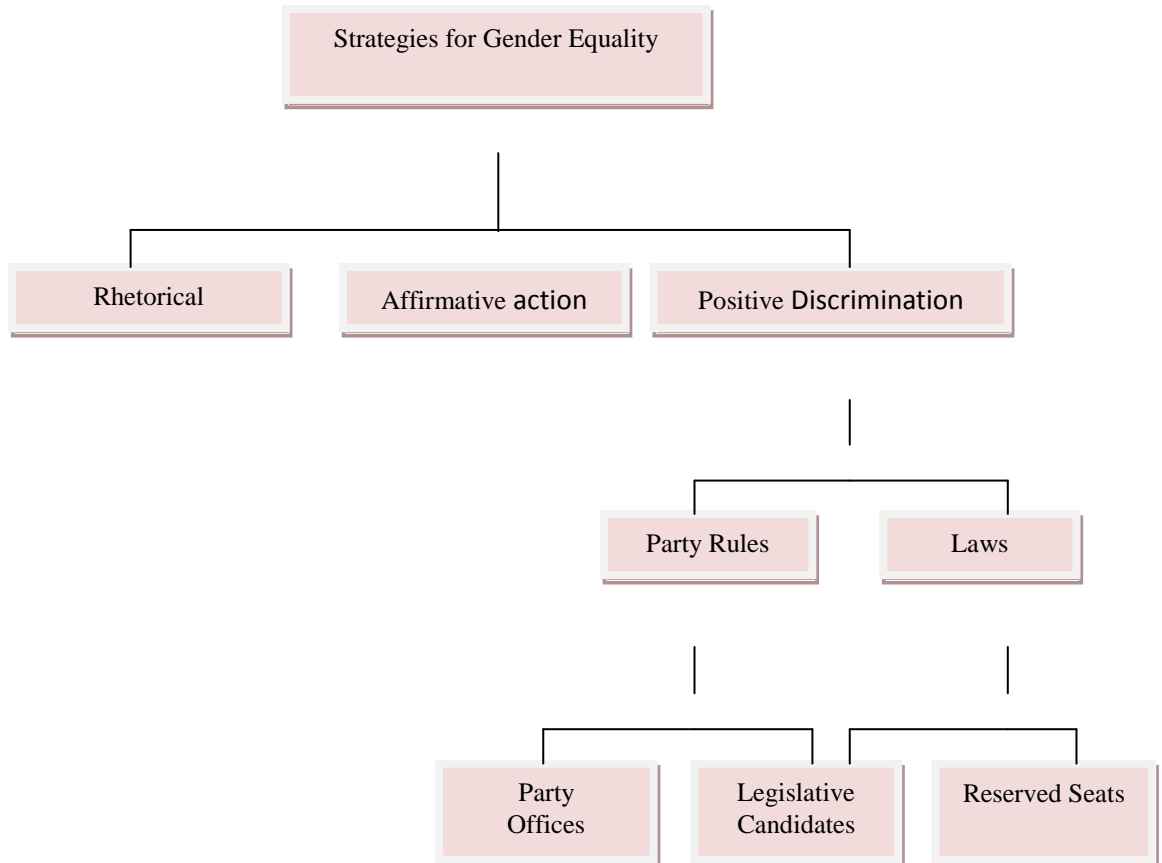 Strategies for Gender Equality
Rhetorical
Affirmative action
Positive Discrimination
Party Rules
Laws
Party
Offices
Legislative
Candidates
Reserved Seats